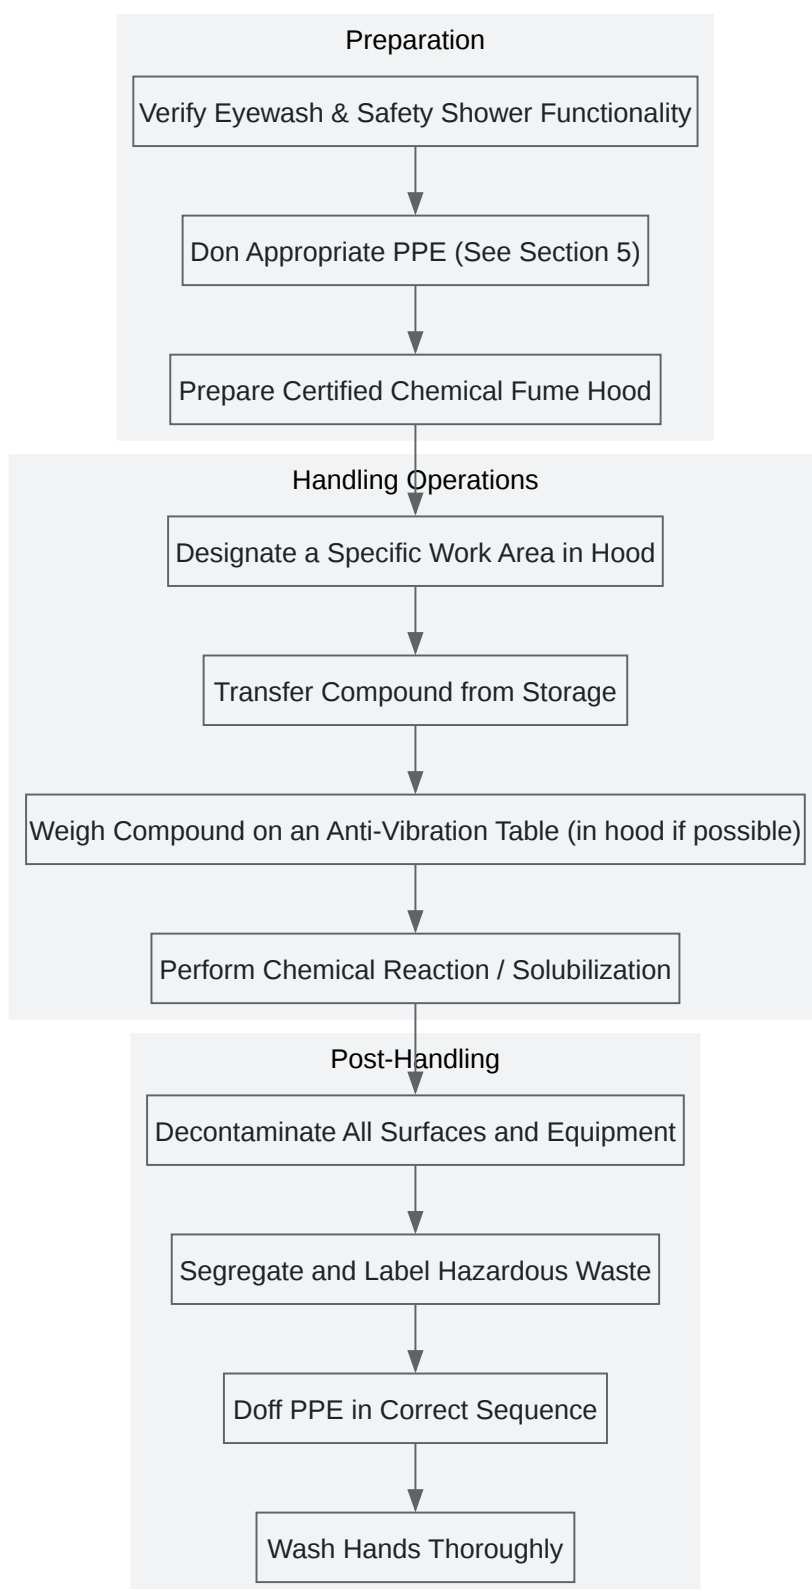 Preparation
Verify Eyewash & Safety Shower Functionality
Don Appropriate PPE (See Section 5)
Prepare Certified Chemical Fume Hood
Handling Operations
Designate a Specific Work Area in Hood
Transfer Compound from Storage
Weigh Compound on an Anti-Vibration Table (in hood if possible)
Perform Chemical Reaction / Solubilization
Post-Handling
Decontaminate All Surfaces and Equipment
Segregate and Label Hazardous Waste
Doff PPE in Correct Sequence
Wash Hands Thoroughly